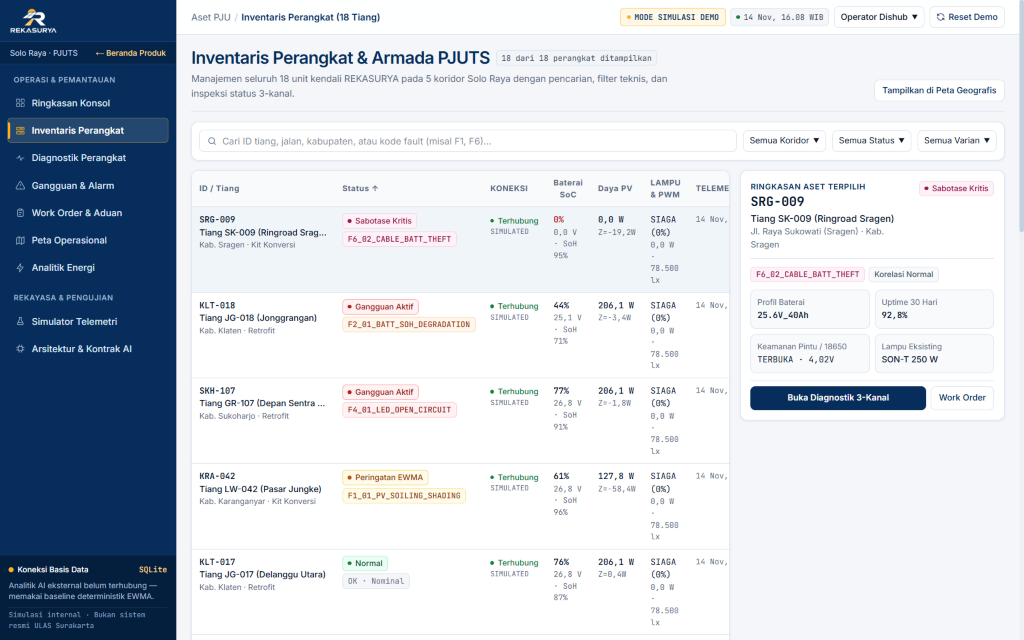 REKASURYA
Solo Raya · PJUTS
← Beranda Produk
OPERASI & PEMANTAUAN
Ringkasan Konsol
Inventaris Perangkat
Diagnostik Perangkat
Gangguan & Alarm
Work Order & Aduan
Peta Operasional
Analitik Energi
REKAYASA & PENGUJIAN
Simulator Telemetri
Arsitektur & Kontrak AI
Koneksi Basis Data
SQLite
Analitik AI eksternal belum terhubung —
memakai baseline deterministik EWMA.
Simulasi internal · Bukan sistem
resmi ULAS Surakarta
Aset PJU / Inventaris Perangkat (18 Tiang)
MODE SIMULASI DEMO
14 Nov, 16.08 WIB
Operator Dishub ▼
Reset Demo
Inventaris Perangkat & Armada PJUTS
18 dari 18 perangkat ditampilkan
Manajemen seluruh 18 unit kendali REKASURYA pada 5 koridor Solo Raya dengan pencarian, filter teknis, dan
inspeksi status 3-kanal.
Tampilkan di Peta Geografis
Cari ID tiang, jalan, kabupaten, atau kode fault (misal F1, F6)...
Semua Koridor ▼
Semua Status ▼
Semua Varian ▼
ID / Tiang
Status ↑
KONEKSI
Baterai
SoC
Daya PV
LAMPU
& PWM
TELEME
SRG-009
Tiang SK-009 (Ringroad Srag...
Kab. Sragen · Kit Konversi
Sabotase Kritis
F6_02_CABLE_BATT_THEFT
Terhubung
SIMULATED
0%
0,0 V
· SoH
95%
0,0 W
Z=-19,2W
SIAGA
(0%)
0,0 W
·
78.500
lx
14 Nov,
KLT-018
Tiang JG-018 (Jonggrangan)
Kab. Klaten · Retrofit
Gangguan Aktif
F2_01_BATT_SOH_DEGRADATION
Terhubung
SIMULATED
44%
25,1 V
· SoH
71%
206,1 W
Z=-3,4W
SIAGA
(0%)
0,0 W
·
78.500
lx
14 Nov,
SKH-107
Tiang GR-107 (Depan Sentra ...
Kab. Sukoharjo · Retrofit
Gangguan Aktif
F4_01_LED_OPEN_CIRCUIT
Terhubung
SIMULATED
77%
26,8 V
· SoH
91%
206,1 W
Z=-1,8W
SIAGA
(0%)
0,0 W
·
78.500
lx
14 Nov,
KRA-042
Tiang LW-042 (Pasar Jungke)
Kab. Karanganyar · Kit Konversi
Peringatan EWMA
F1_01_PV_SOILING_SHADING
Terhubung
SIMULATED
61%
26,8 V
· SoH
96%
127,8 W
Z=-58,4W
SIAGA
(0%)
0,0 W
·
78.500
lx
14 Nov,
KLT-017
Tiang JG-017 (Delanggu Utara)
Kab. Klaten · Retrofit
Normal
OK · Nominal
Terhubung
SIMULATED
76%
26,8 V
· SoH
87%
206,1 W
Z=0,4W
SIAGA
(0%)
0,0 W
·
78.500
lx
14 Nov,
RINGKASAN ASET TERPILIH
Sabotase Kritis
SRG-009
Tiang SK-009 (Ringroad Sragen)
Jl. Raya Sukowati (Sragen) · Kab.
Sragen
F6_02_CABLE_BATT_THEFT
Korelasi Normal
Profil Baterai
25.6V_40Ah
Uptime 30 Hari
92,8%
Keamanan Pintu / 18650
TERBUKA · 4,02V
Lampu Eksisting
SON-T 250 W
Buka Diagnostik 3-Kanal
Work Order